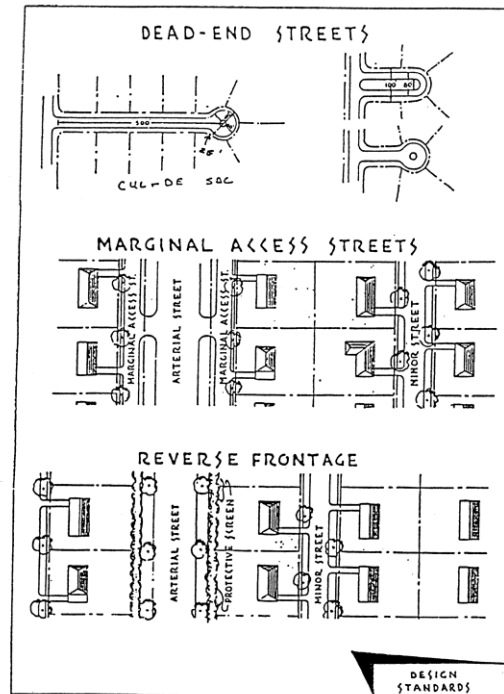 DEAD-END STREETS
500
CUL-DE SAC
100 80
MARGINAL ACCESS STREETS
MARGINAL ACCESS ST.
ARTERIAL STREET
MARGINAL ACCESS ST.
MINOR STREET
REVERSE FRONTAGE
ARTERIAL STREET
PROTECTIVE SCREEN
MINOR STREET
DESIGN
STANDARDS